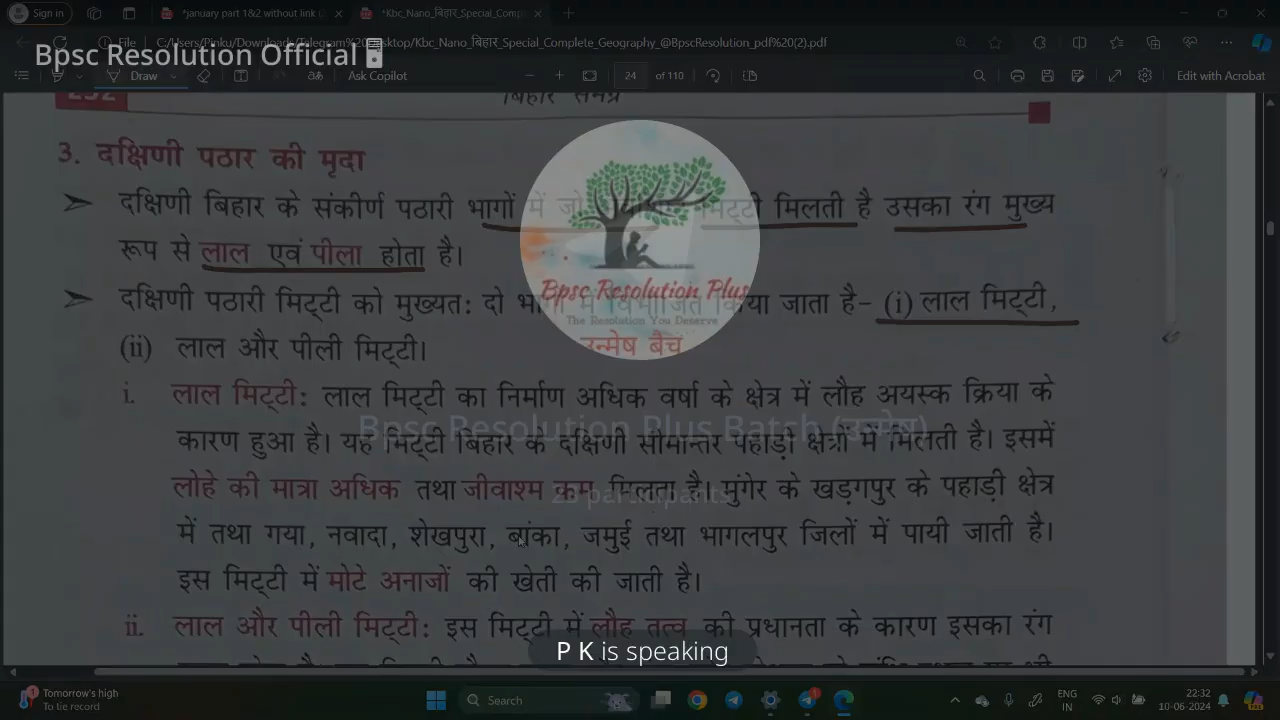 Sign in
*january part 1&2 without link (
*Kbc_Nano_बिहार_Special_Comp
Bpsc Resolution Official
File C:/Users/Pinku/Downloads/Telegram%20Desktop/Kbc_Nano_बिहार_Special_Complete_Geography_@BpscResolution_pdf%20(2).pdf
Draw
Ask Copilot
24 of 110
Edit with Acrobat
232
बिहार समग्र
3. दक्षिणी पठार की मृदा
➢ दक्षिणी बिहार के संकीर्ण पठारी भागों में जो मिट्टी मिलती है उसका रंग मुख्य
रूप से लाल एवं पीला होता है।
➢ दक्षिणी पठारी मिट्टी को मुख्यत: दो भागों में विभाजित किया जाता है- (i) लाल मिट्टी,
(ii) लाल और पीली मिट्टी।
i. लाल मिट्टी: लाल मिट्टी का निर्माण अधिक वर्षा के क्षेत्र में लौह अयस्क क्रिया के
कारण हुआ है। यह मिट्टी बिहार के दक्षिणी सीमान्तर पहाड़ी क्षेत्रों में मिलती है। इसमें
लोहे की मात्रा अधिक तथा जीवाश्म कम मिलता है। मुंगेर के खड़गपुर के पहाड़ी क्षेत्र
में तथा गया, नवादा, शेखपुरा, बांका, जमुई तथा भागलपुर जिलों में पायी जाती है।
इस मिट्टी में मोटे अनाजों की खेती की जाती है।
ii. लाल और पीली मिट्टी: इस मिट्टी में लौह तत्व की प्रधानता के कारण इसका रंग
Bpsc Resolution Plus
The Resolution You Deserve
उन्मेष बैच
Bpsc Resolution Plus Batch (उन्मेष)
participants
P K is speaking
Tomorrow's high
To tie record
1
Search
1
ENG
IN
22:32
10-06-2024